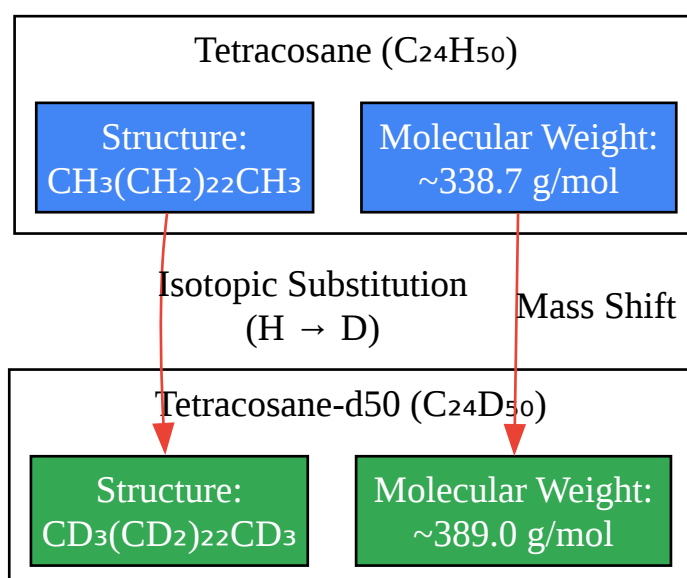 Tetracosane (C₂₄H₅₀)
Structure:
CH₃(CH₂)₂₂CH₃
Molecular Weight:
~338.7 g/mol
Isotopic Substitution
(H → D)
Mass Shift
Tetracosane-d50 (C₂₄D₅₀)
Structure:
CD₃(CD₂)₂₂CD₃
Molecular Weight:
~389.0 g/mol